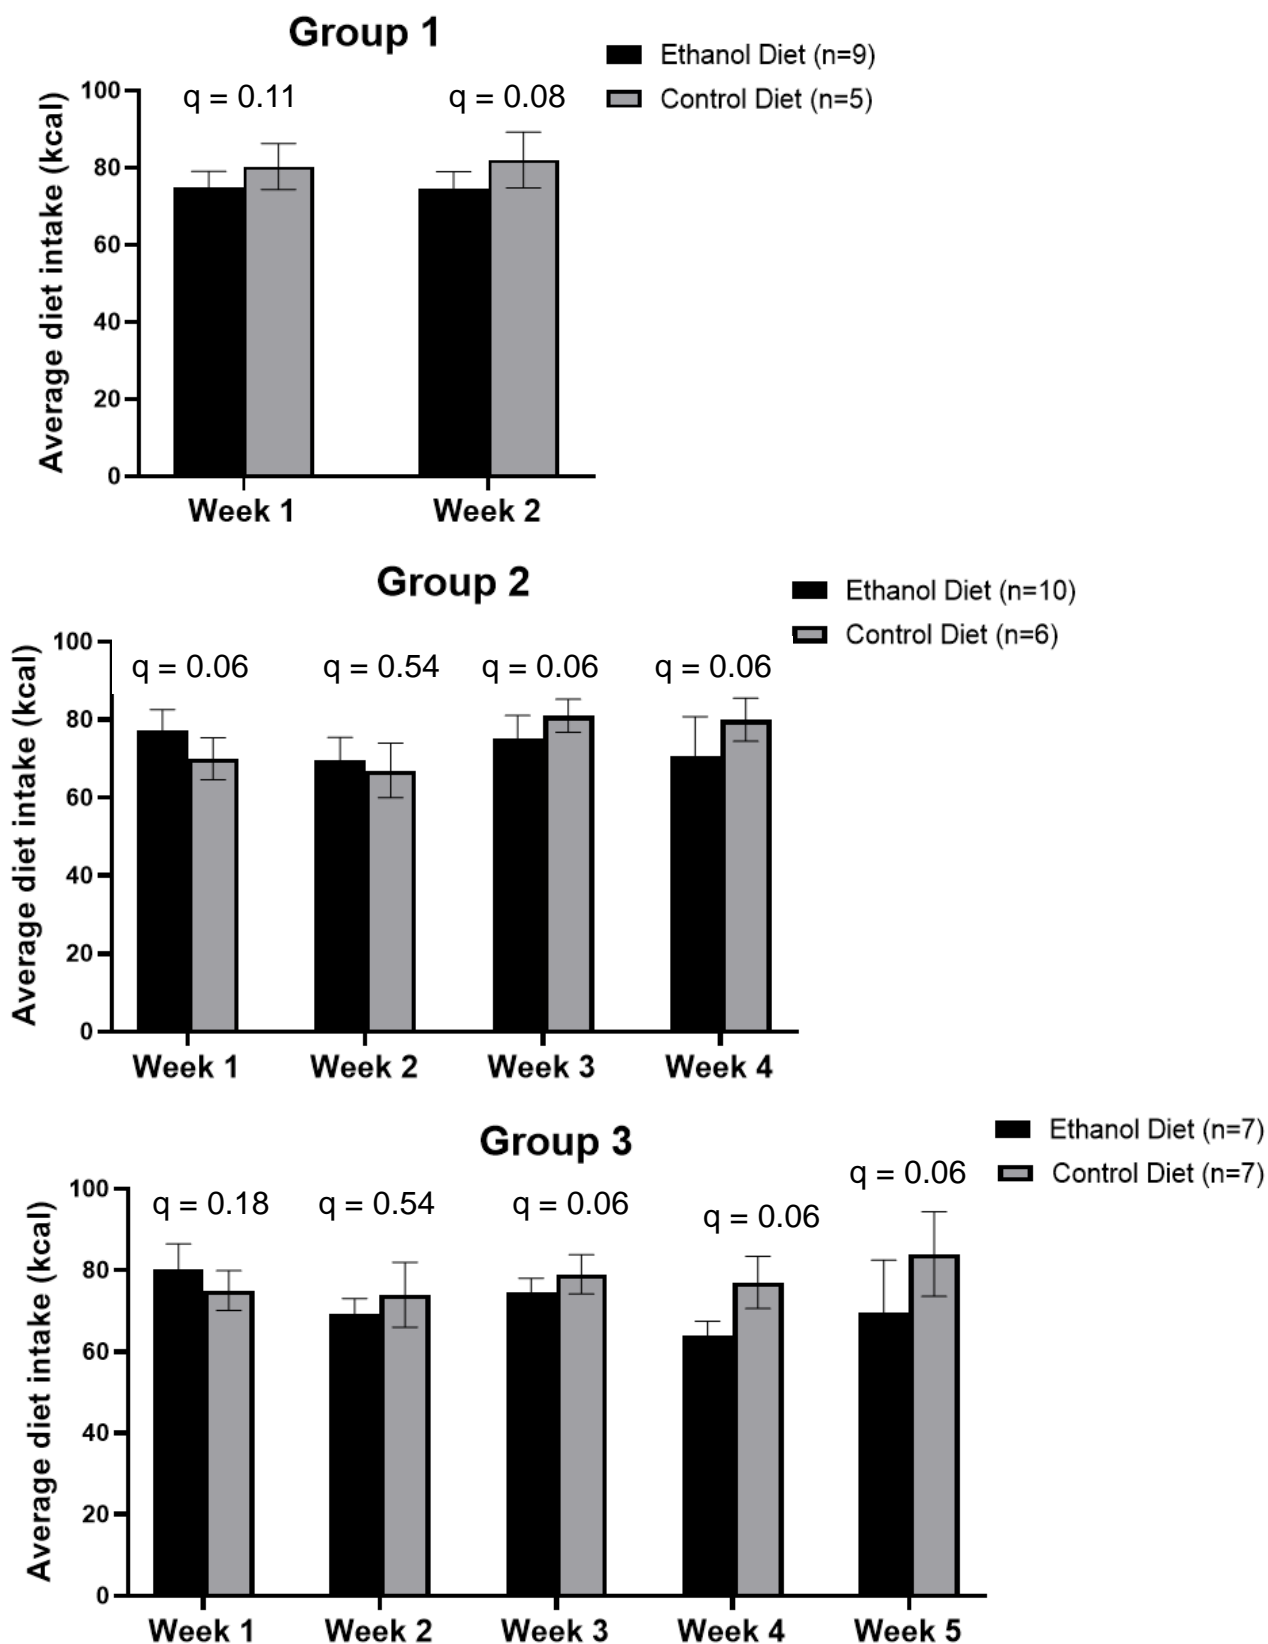 Group 1
Ethanol Diet (n=9)
Control Diet (n=5)
Average diet intake (kcal)
100
80
60
40
20
0
q = 0.11
q = 0.08
Week 1
Week 2
Group 2
Ethanol Diet (n=10)
Control Diet (n=6)
Average diet intake (kcal)
100
80
60
40
20
0
q = 0.06
q = 0.54
q = 0.06
q = 0.06
Week 1
Week 2
Week 3
Week 4
Group 3
Ethanol Diet (n=7)
Control Diet (n=7)
Average diet intake (kcal)
100
80
60
40
20
0
q = 0.18
q = 0.54
q = 0.06
q = 0.06
q = 0.06
Week 1
Week 2
Week 3
Week 4
Week 5